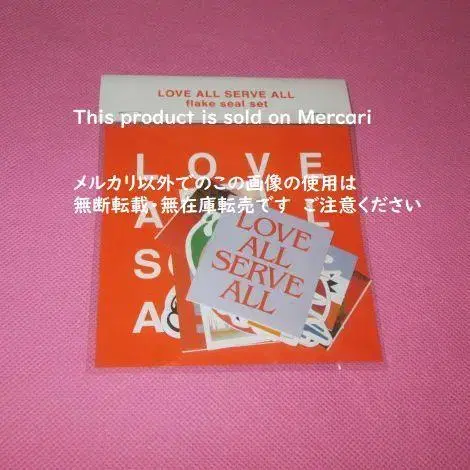 LOVE ALL SERVE ALL
flake seal set
This product is sold on Mercari
L O V E
メルカリ以外でのこの画像の使用は
無断転載・無在庫転売です ご注意ください
A L
S
A
LOVE
ALL
SERVE
ALL